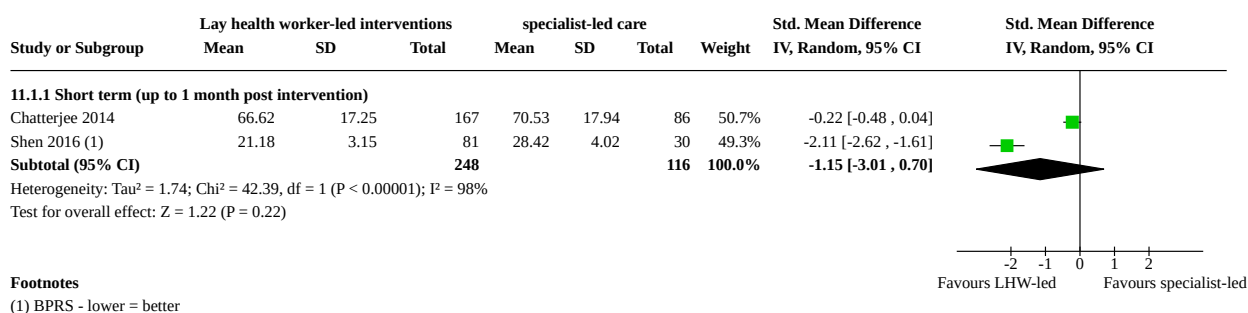 Lay health worker-led interventions specialist-led care Std. Mean Difference Std. Mean Difference
Study or Subgroup Mean SD Total Mean SD Total Weight IV, Random, 95% CI IV, Random, 95% CI
11.1.1 Short term (up to 1 month post intervention)
Chatterjee 2014 66.62 17.25 167 70.53 17.94 86 50.7% -0.22 [-0.48 , 0.04]
Shen 2016 (1) 21.18 3.15 81 28.42 4.02 30 49.3% -2.11 [-2.62 , -1.61]
Subtotal (95% CI) 248 116 100.0% -1.15 [-3.01 , 0.70]
Heterogeneity: Tau² = 1.74; Chi² = 42.39, df = 1 (P < 0.00001); I² = 98%
Test for overall effect: Z = 1.22 (P = 0.22)
-2 -1 0 1 2
Favours LHW-led Favours specialist-led
Footnotes
(1) BPRS - lower = better